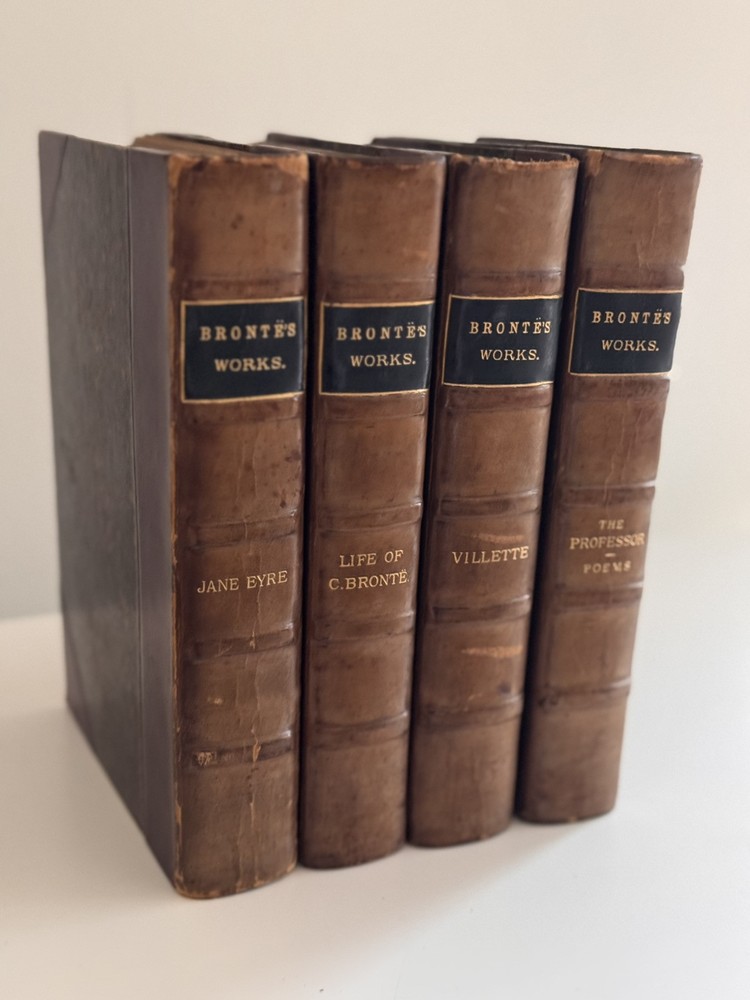 BRONTË'S
WORKS.
JANE EYRE
BRONTË'S
WORKS.
LIFE OF
C.BRONTË.
BRONTË'S
WORKS.
VILLETTE
BRONTË'S
WORKS.
THE
PROFESSOR
—
POEMS